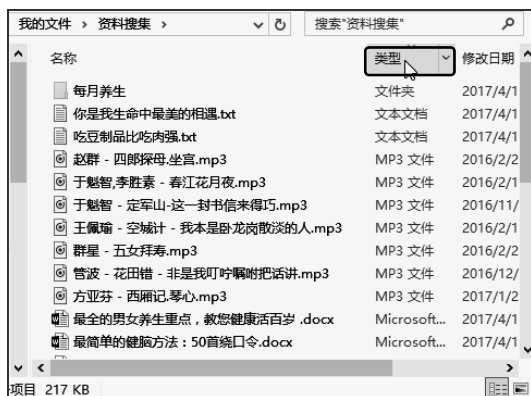 我的文件 › 资料搜集 › 搜索"资料搜集"
名称 类型 修改日期
每月养生 文件夹 2017/4/1
你是我生命中最美的相遇.txt 文本文档 2017/4/1
吃豆制品比吃肉强.txt 文本文档 2017/4/1
赵群 - 四郎探母.坐宫.mp3 MP3 文件 2016/2/2
于魁智,李胜素 - 春江花月夜.mp3 MP3 文件 2016/2/1
于魁智 - 定军山-这一封书信来得巧.mp3 MP3 文件 2016/11/
王佩瑜 - 空城计 - 我本是卧龙岗散淡的人.mp3 MP3 文件 2016/2/1
群星 - 五女拜寿.mp3 MP3 文件 2016/2/2
管波 - 花田错 - 非是我叮咛嘱咐把话讲.mp3 MP3 文件 2016/12/
方亚芬 - 西厢记.琴心.mp3 MP3 文件 2017/1/2
最全的男女养生重点，教您健康活百岁 .docx Microsoft... 2017/4/1
最简单的健脑方法：50首绕口令.docx Microsoft... 2017/4/1
项目 217 KB